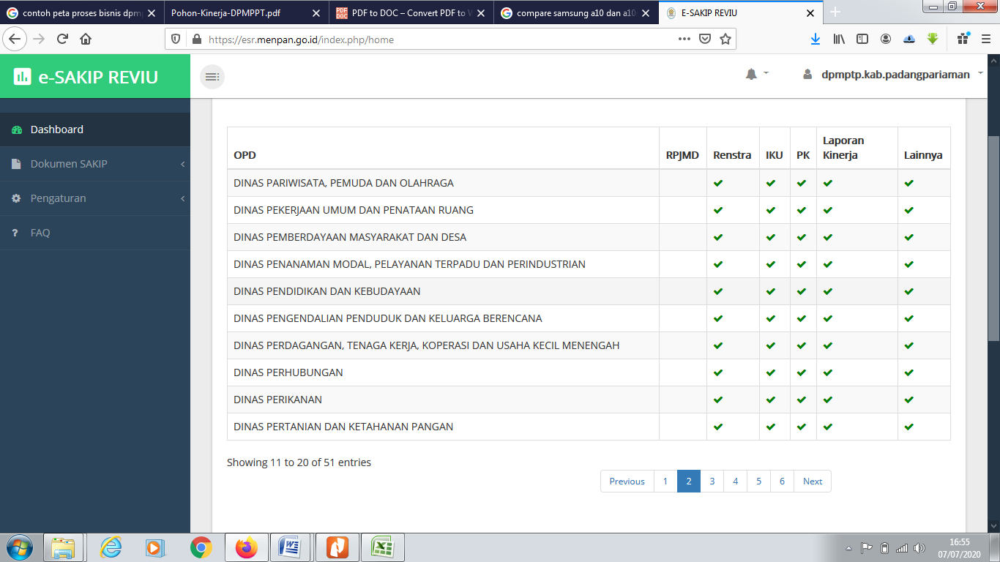 contoh peta proses bisnis dpm
Pohon-Kinerja-DPMPPT.pdf
PDF to DOC – Convert PDF to W
compare samsung a10 dan a10
E-SAKIP REVIU
https://esr.menpan.go.id/index.php/home
e-SAKIP REVIU
dpmptp.kab.padangpariaman
Dashboard
Dokumen SAKIP
Pengaturan
FAQ
OPD RPJMD Renstra IKU PK Laporan Kinerja Lainnya
DINAS PARIWISATA, PEMUDA DAN OLAHRAGA
DINAS PEKERJAAN UMUM DAN PENATAAN RUANG
DINAS PEMBERDAYAAN MASYARAKAT DAN DESA
DINAS PENANAMAN MODAL, PELAYANAN TERPADU DAN PERINDUSTRIAN
DINAS PENDIDIKAN DAN KEBUDAYAAN
DINAS PENGENDALIAN PENDUDUK DAN KELUARGA BERENCANA
DINAS PERDAGANGAN, TENAGA KERJA, KOPERASI DAN USAHA KECIL MENENGAH
DINAS PERHUBUNGAN
DINAS PERIKANAN
DINAS PERTANIAN DAN KETAHANAN PANGAN
Showing 11 to 20 of 51 entries
Previous 1 2 3 4 5 6 Next
16:55
07/07/2020